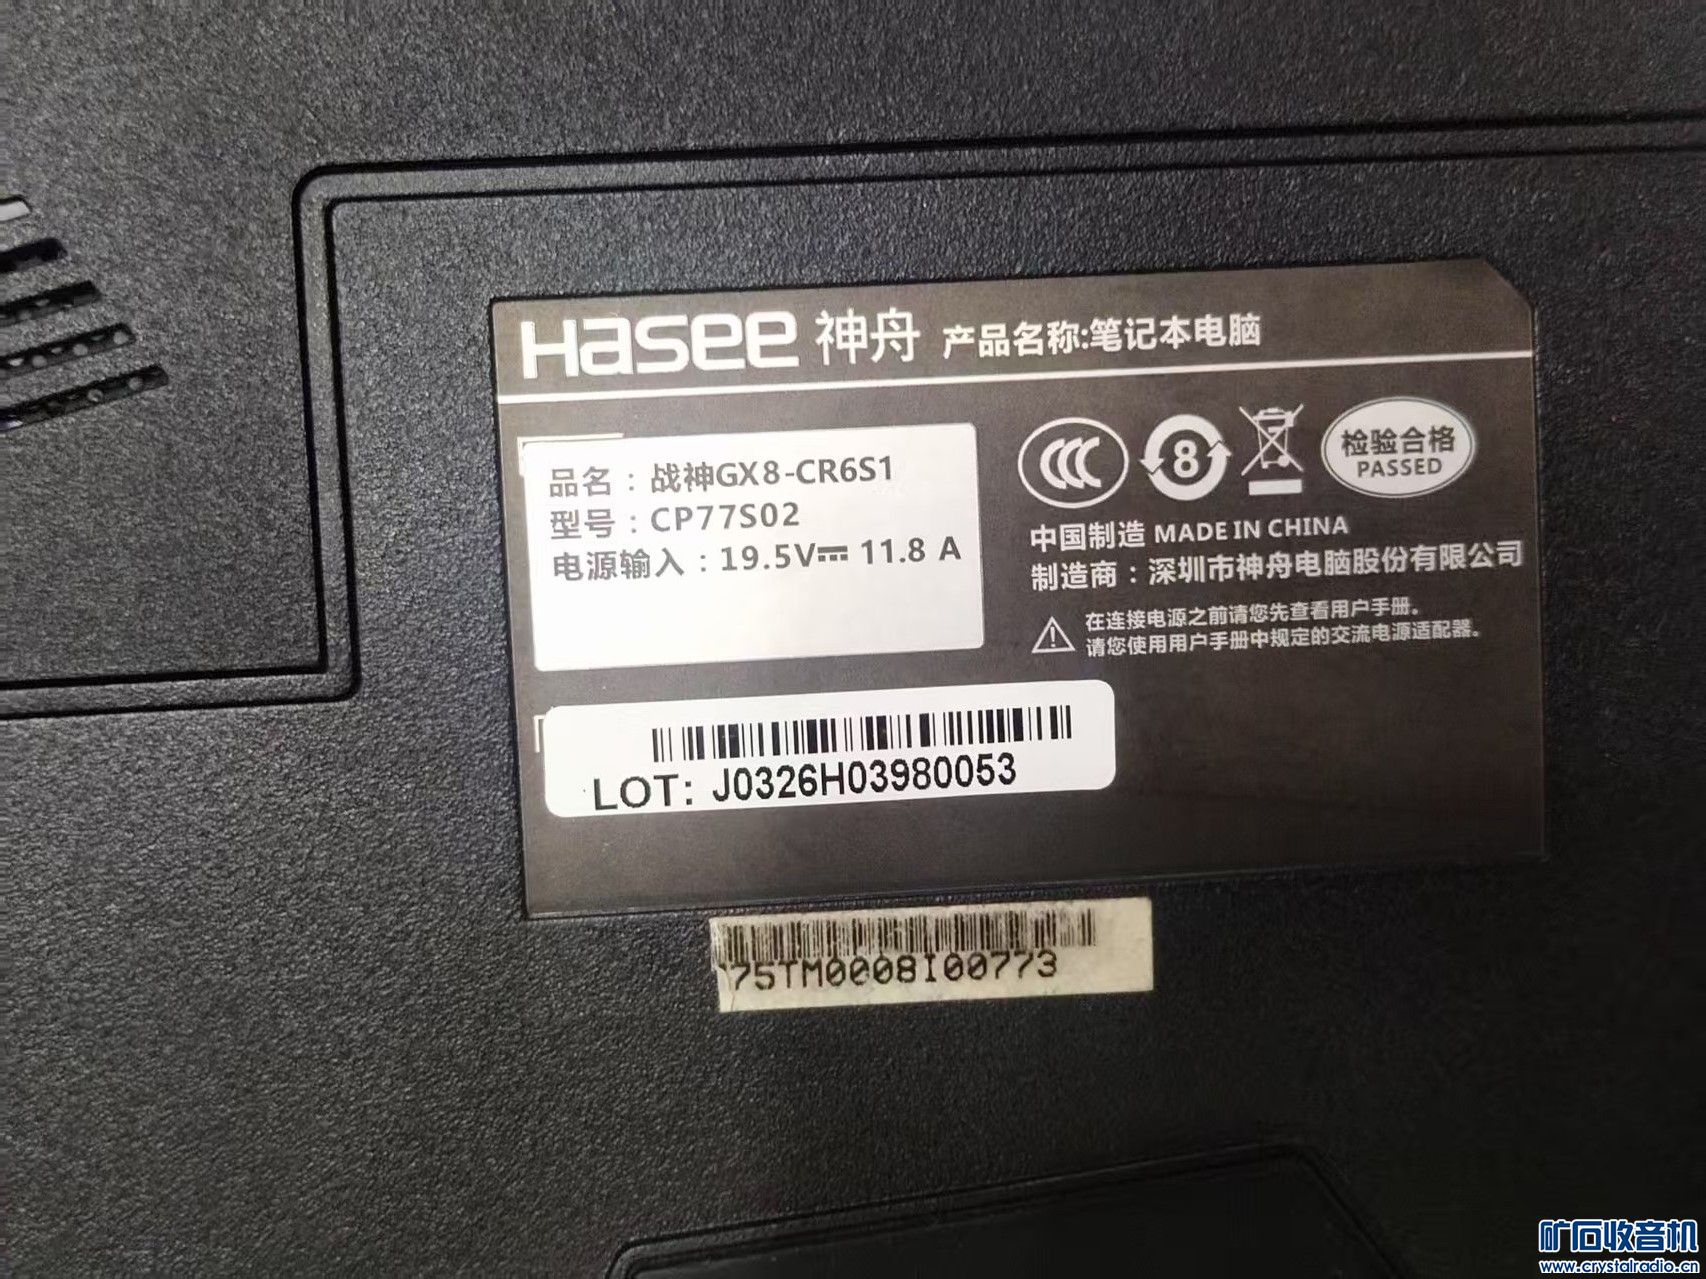 Hasee 神舟 产品名称:笔记本电脑
品名：战神GX8-CR6S1
型号：CP77S02
电源输入：19.5V⎓ 11.8 A
8
检验合格
PASSED
中国制造 MADE IN CHINA
制造商：深圳市神舟电脑股份有限公司
在连接电源之前请您先查看用户手册。
请您使用用户手册中规定的交流电源适配器。
LOT: J0326H03980053
75TM0008I00773
矿石收音机
www.crystalradio.cn